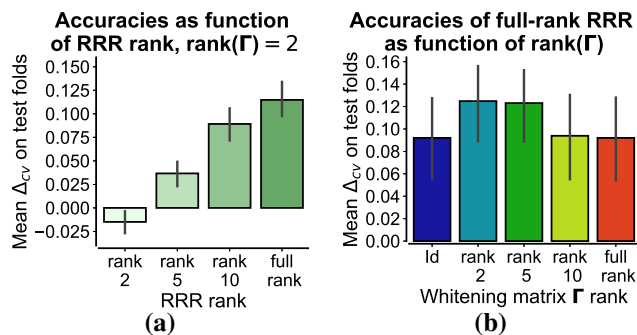 Accuracies as function
of RRR rank, rank(Γ) = 2
Mean Δcv on test folds
0.150
0.125
0.100
0.075
0.050
0.025
0.000
−0.025
rank
2
rank
5
rank
10
full
rank
RRR rank
(a)
Accuracies of full-rank RRR
as function of rank(Γ)
Mean Δcv on test folds
0.16
0.14
0.12
0.10
0.08
0.06
0.04
0.02
0.00
Id
rank
2
rank
5
rank
10
full
rank
Whitening matrix Γ rank
(b)